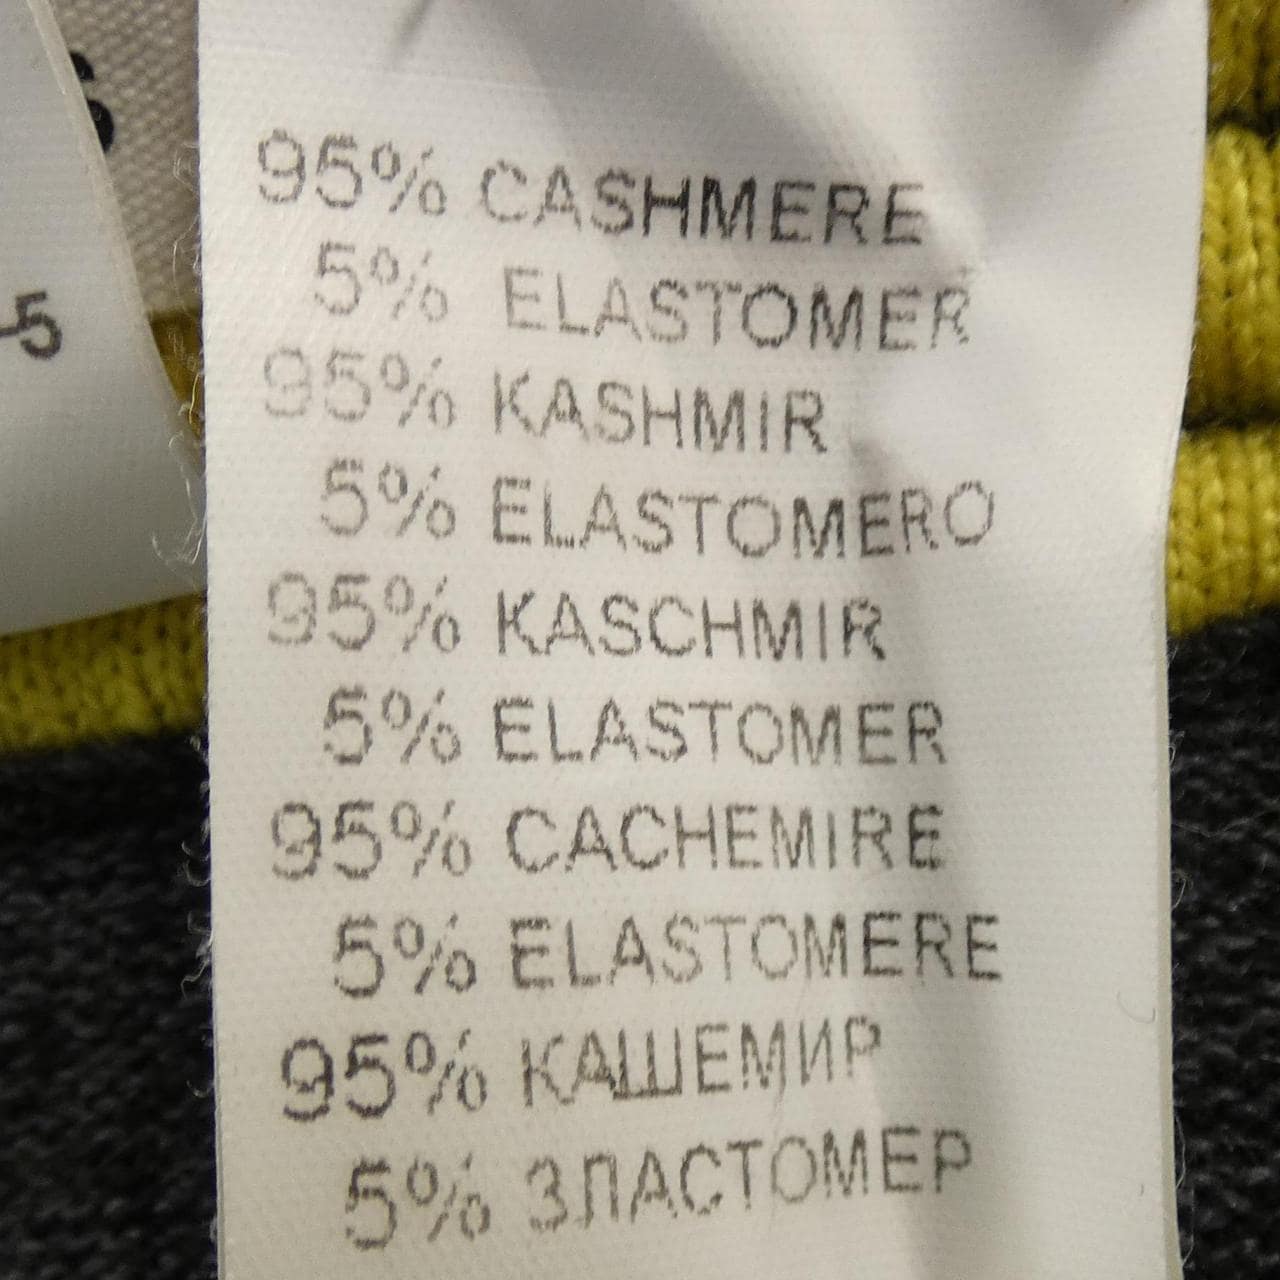 95% CASHMERE
5% ELASTOMER
95% KASHMIR
5% ELASTOMERO
95% KASCHMIR
5% ELASTOMER
95% CACHEMIRE
5% ELASTOMERE
95% КАШЕМИР
5% ЗЛАСТОМЕР
-5